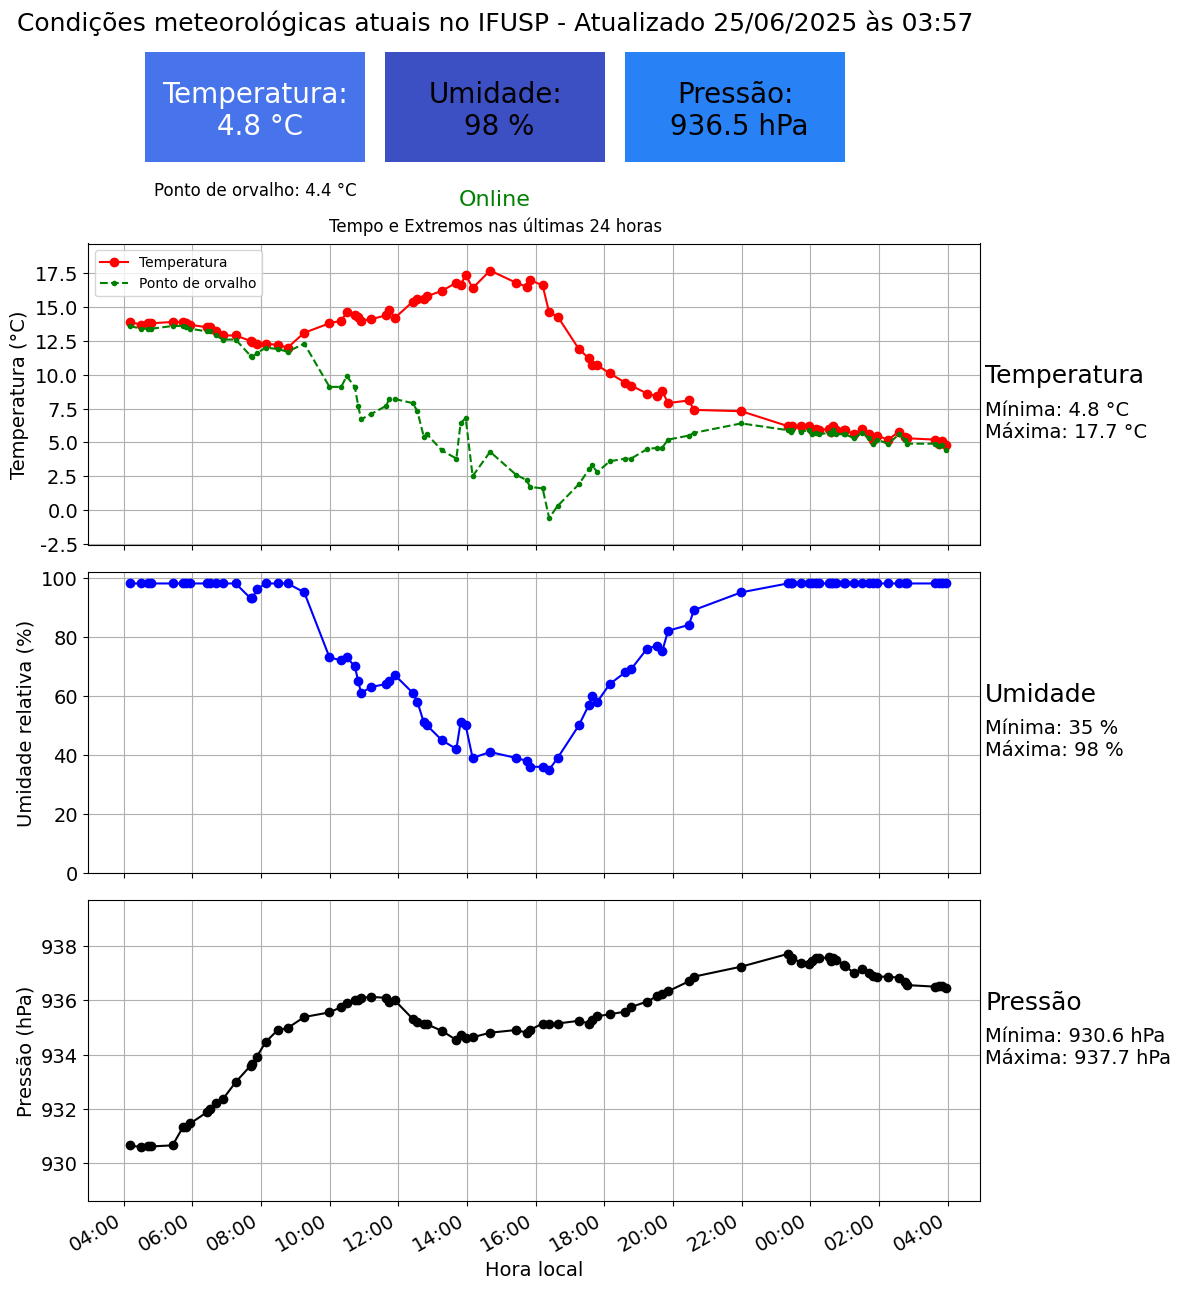 Condições meteorológicas atuais no IFUSP - Atualizado 25/06/2025 às 03:57
Temperatura:
4.8 °C
Umidade:
98 %
Pressão:
936.5 hPa
Ponto de orvalho: 4.4 °C
Online
Tempo e Extremos nas últimas 24 horas
Temperatura
Ponto de orvalho
Temperatura (°C)
17.5
15.0
12.5
10.0
7.5
5.0
2.5
0.0
-2.5
Temperatura
Mínima: 4.8 °C
Máxima: 17.7 °C
Umidade relativa (%)
100
80
60
40
20
0
Umidade
Mínima: 35 %
Máxima: 98 %
Pressão (hPa)
938
936
934
932
930
Pressão
Mínima: 930.6 hPa
Máxima: 937.7 hPa
04:00 06:00 08:00 10:00 12:00 14:00 16:00 18:00 20:00 22:00 00:00 02:00 04:00
Hora local